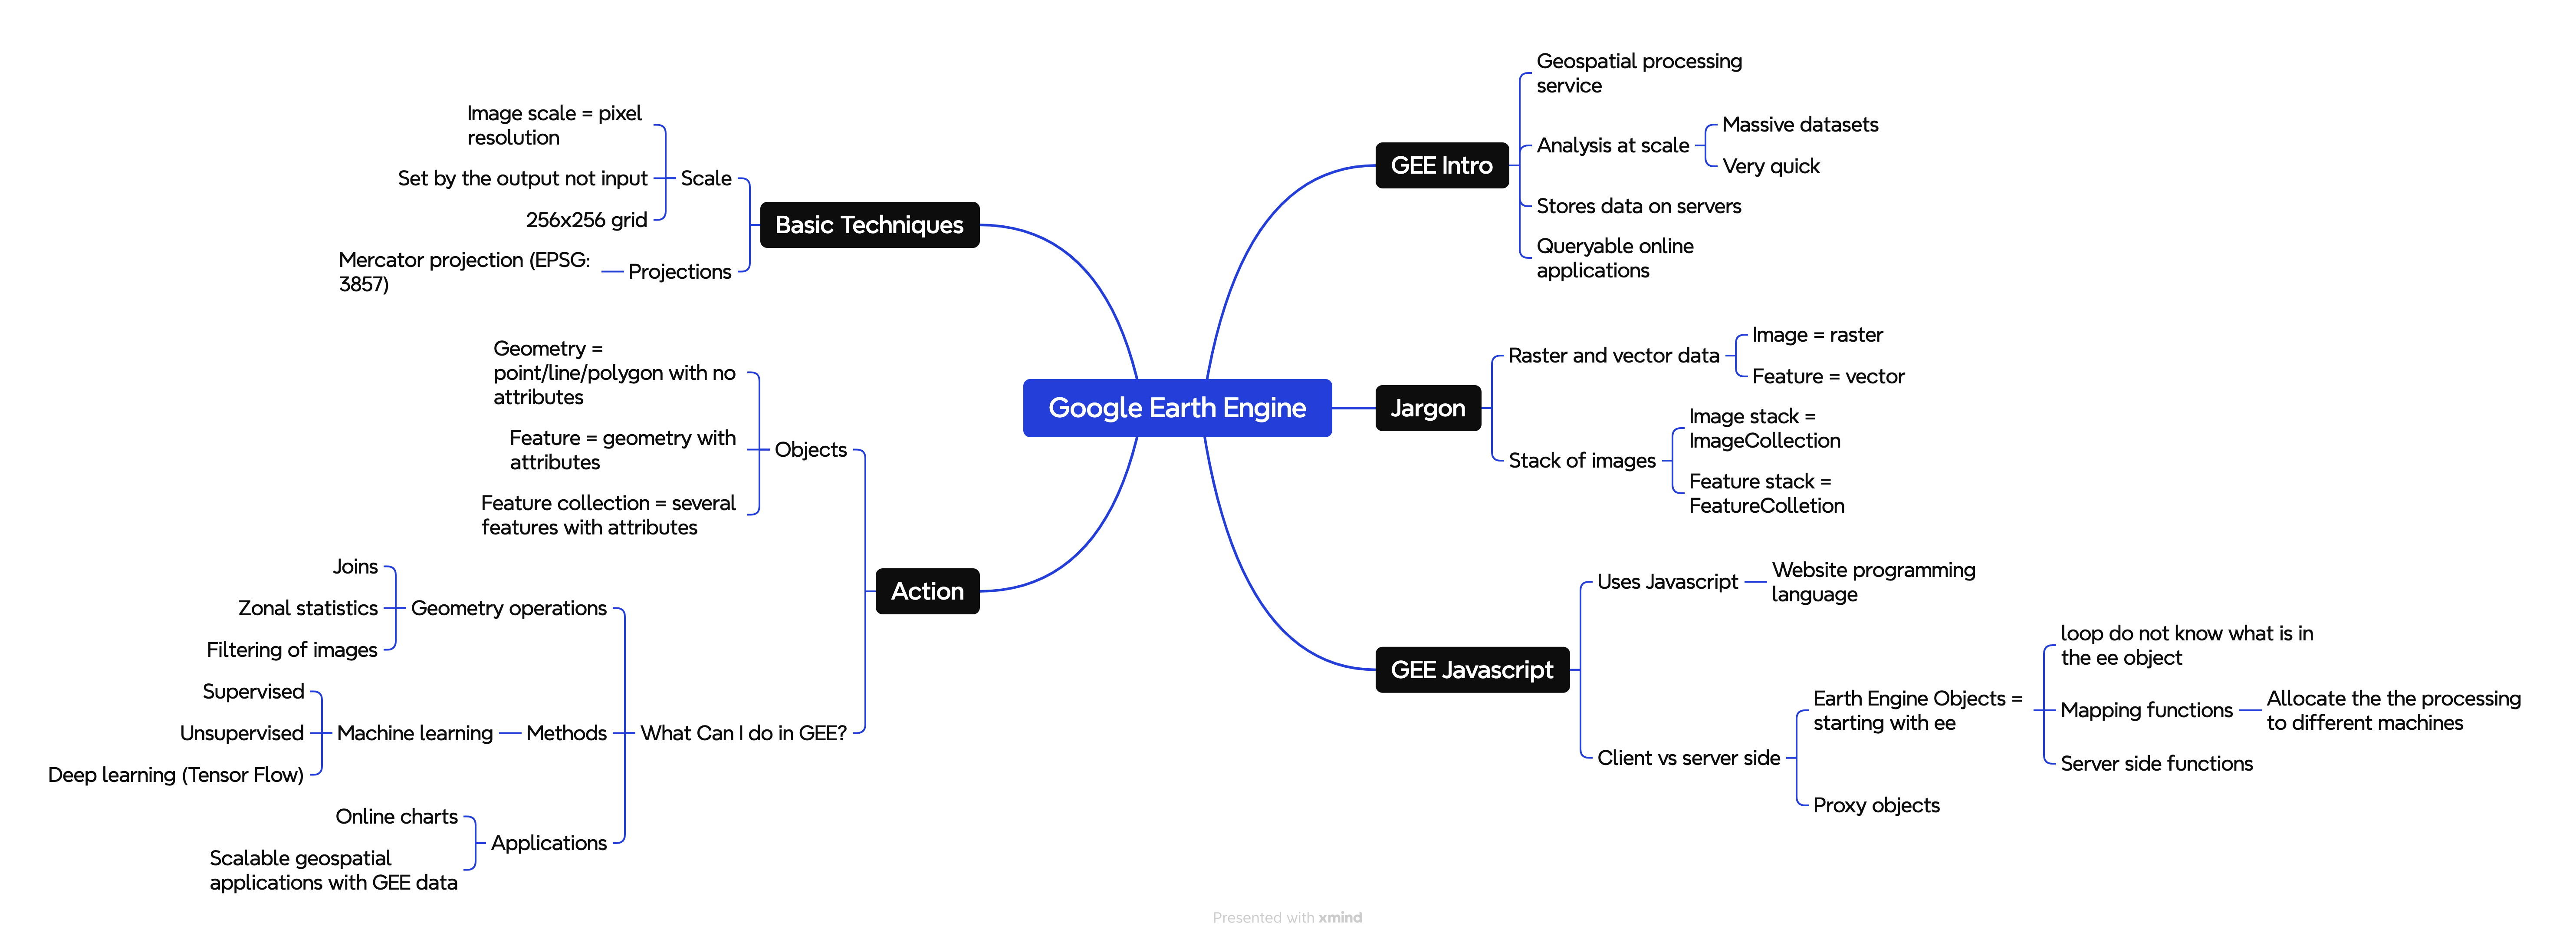 Google Earth Engine
GEE Intro
Geospatial processing
service
Analysis at scale
Massive datasets
Very quick
Stores data on servers
Queryable online
applications
Jargon
Raster and vector data
Image = raster
Feature = vector
Stack of images
Image stack =
ImageCollection
Feature stack =
FeatureColletion
GEE Javascript
Uses Javascript
Website programming
language
Client vs server side
Earth Engine Objects =
starting with ee
loop do not know what is in
the ee object
Mapping functions
Allocate the the processing
to different machines
Server side functions
Proxy objects
Basic Techniques
Scale
Image scale = pixel
resolution
Set by the output not input
256x256 grid
Projections
Mercator projection (EPSG:
3857)
Action
Objects
Geometry =
point/line/polygon with no
attributes
Feature = geometry with
attributes
Feature collection = several
features with attributes
What Can I do in GEE?
Geometry operations
Joins
Zonal statistics
Filtering of images
Methods
Machine learning
Supervised
Unsupervised
Deep learning (Tensor Flow)
Applications
Online charts
Scalable geospatial
applications with GEE data
Presented with xmind